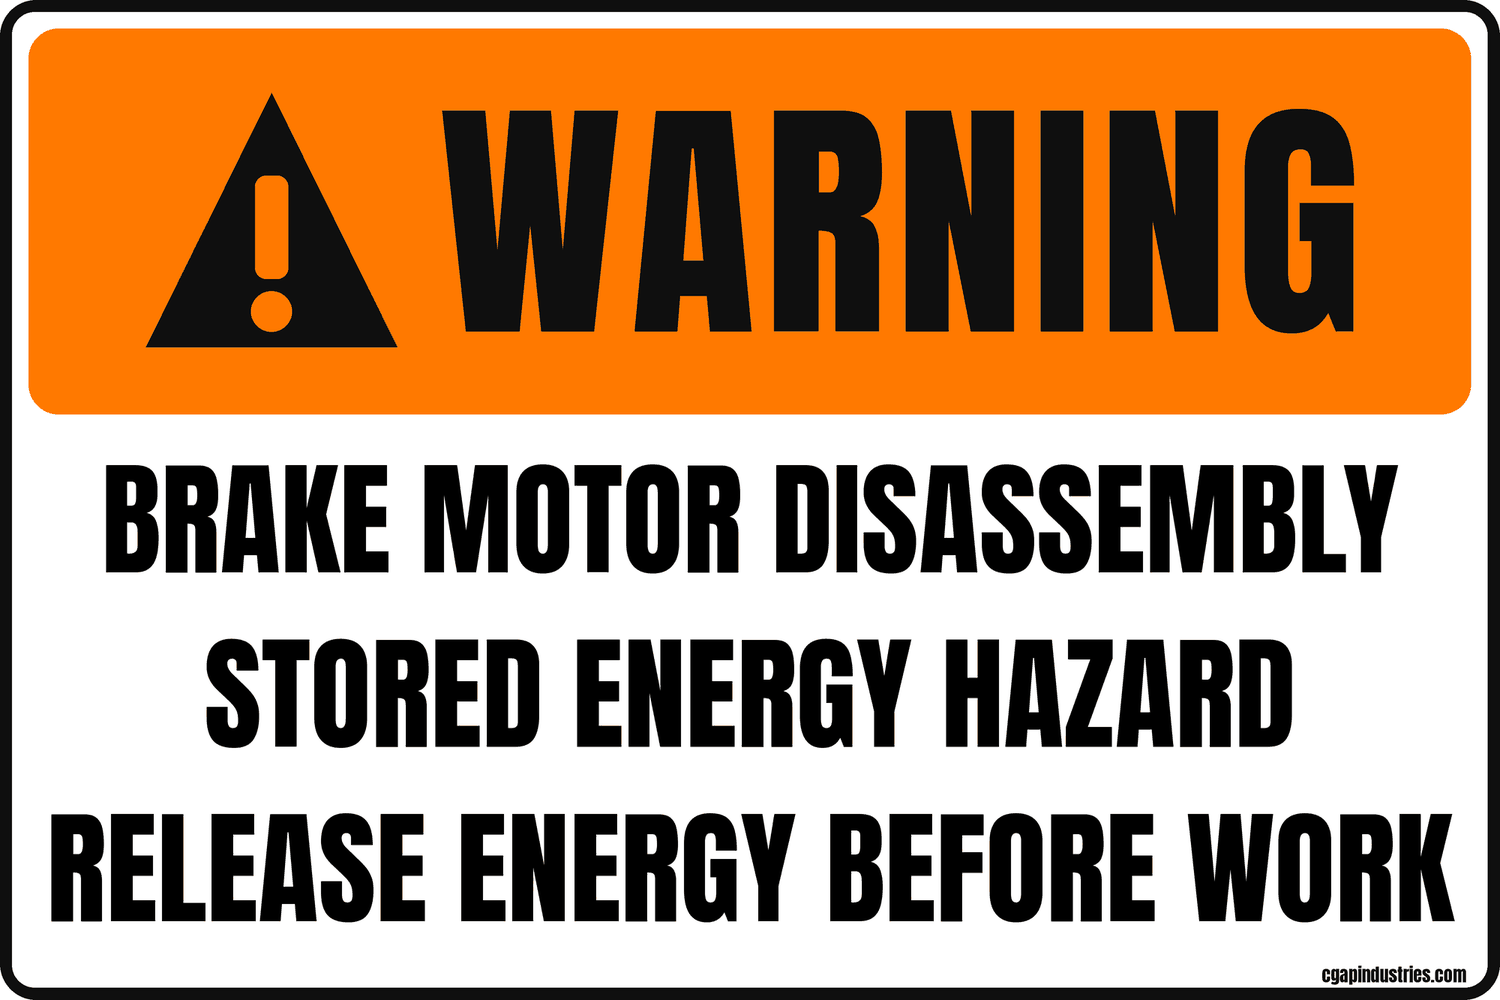 WARNING
BRAKE MOTOR DISASSEMBLY
STORED ENERGY HAZARD
RELEASE ENERGY BEFORE WORK
cgapindustries.com